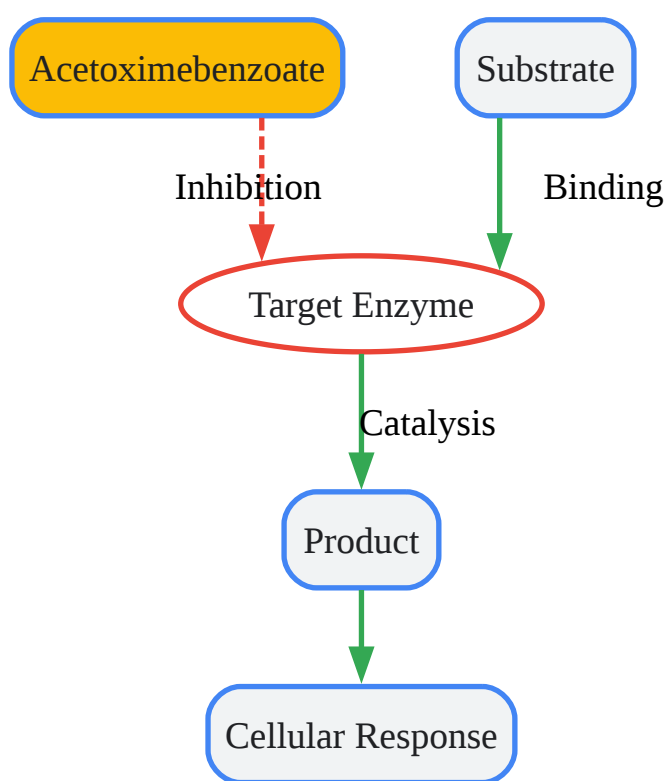 Acetoximebenzoate
Substrate
Inhibition
Binding
Target Enzyme
Catalysis
Product
Cellular Response